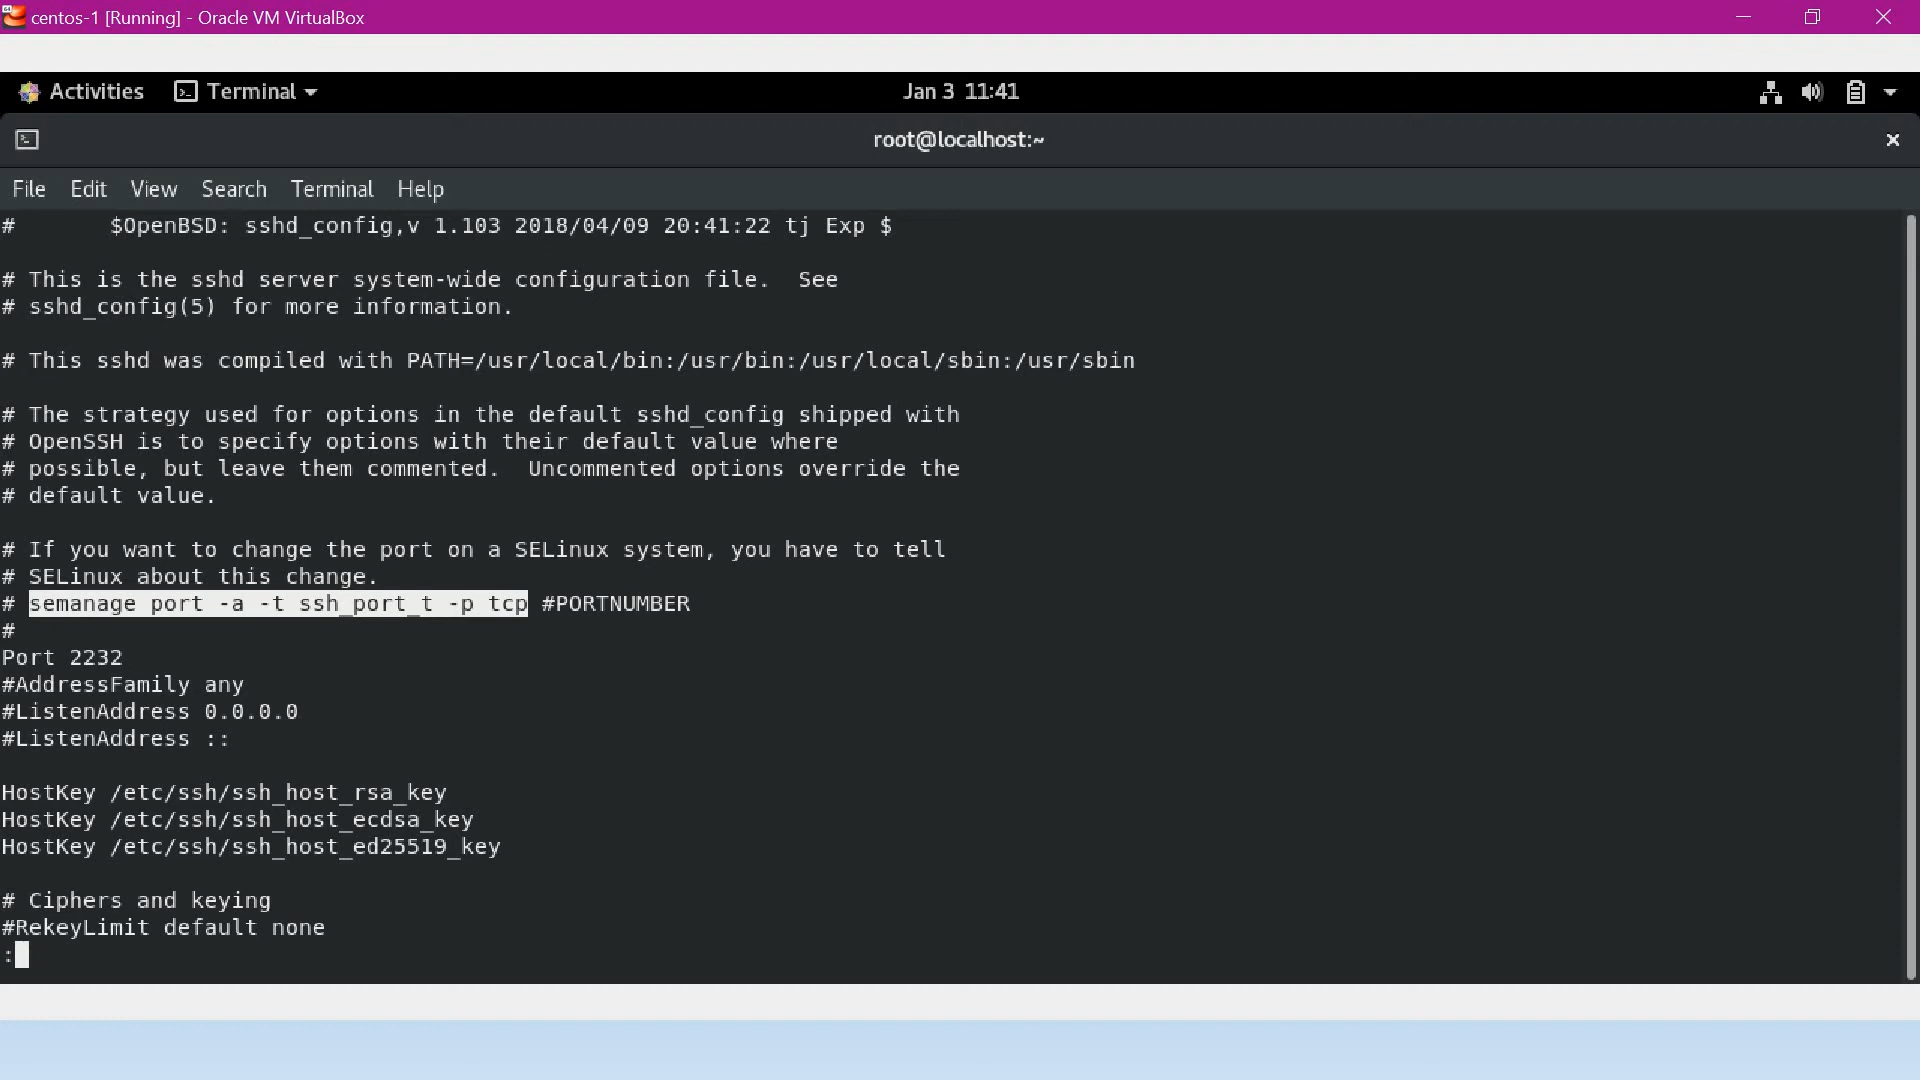 centos-1 [Running] - Oracle VM VirtualBox
Activities Terminal Jan 3 11:41
root@localhost:~
File Edit View Search Terminal Help
#       $OpenBSD: sshd_config,v 1.103 2018/04/09 20:41:22 tj Exp $
# This is the sshd server system-wide configuration file.  See
# sshd_config(5) for more information.
# This sshd was compiled with PATH=/usr/local/bin:/usr/bin:/usr/local/sbin:/usr/sbin
# The strategy used for options in the default sshd_config shipped with
# OpenSSH is to specify options with their default value where
# possible, but leave them commented.  Uncommented options override the
# default value.
# If you want to change the port on a SELinux system, you have to tell
# SELinux about this change.
# semanage port -a -t ssh_port_t -p tcp #PORTNUMBER
#
Port 2232
#AddressFamily any
#ListenAddress 0.0.0.0
#ListenAddress ::
HostKey /etc/ssh/ssh_host_rsa_key
HostKey /etc/ssh/ssh_host_ecdsa_key
HostKey /etc/ssh/ssh_host_ed25519_key
# Ciphers and keying
#RekeyLimit default none
: